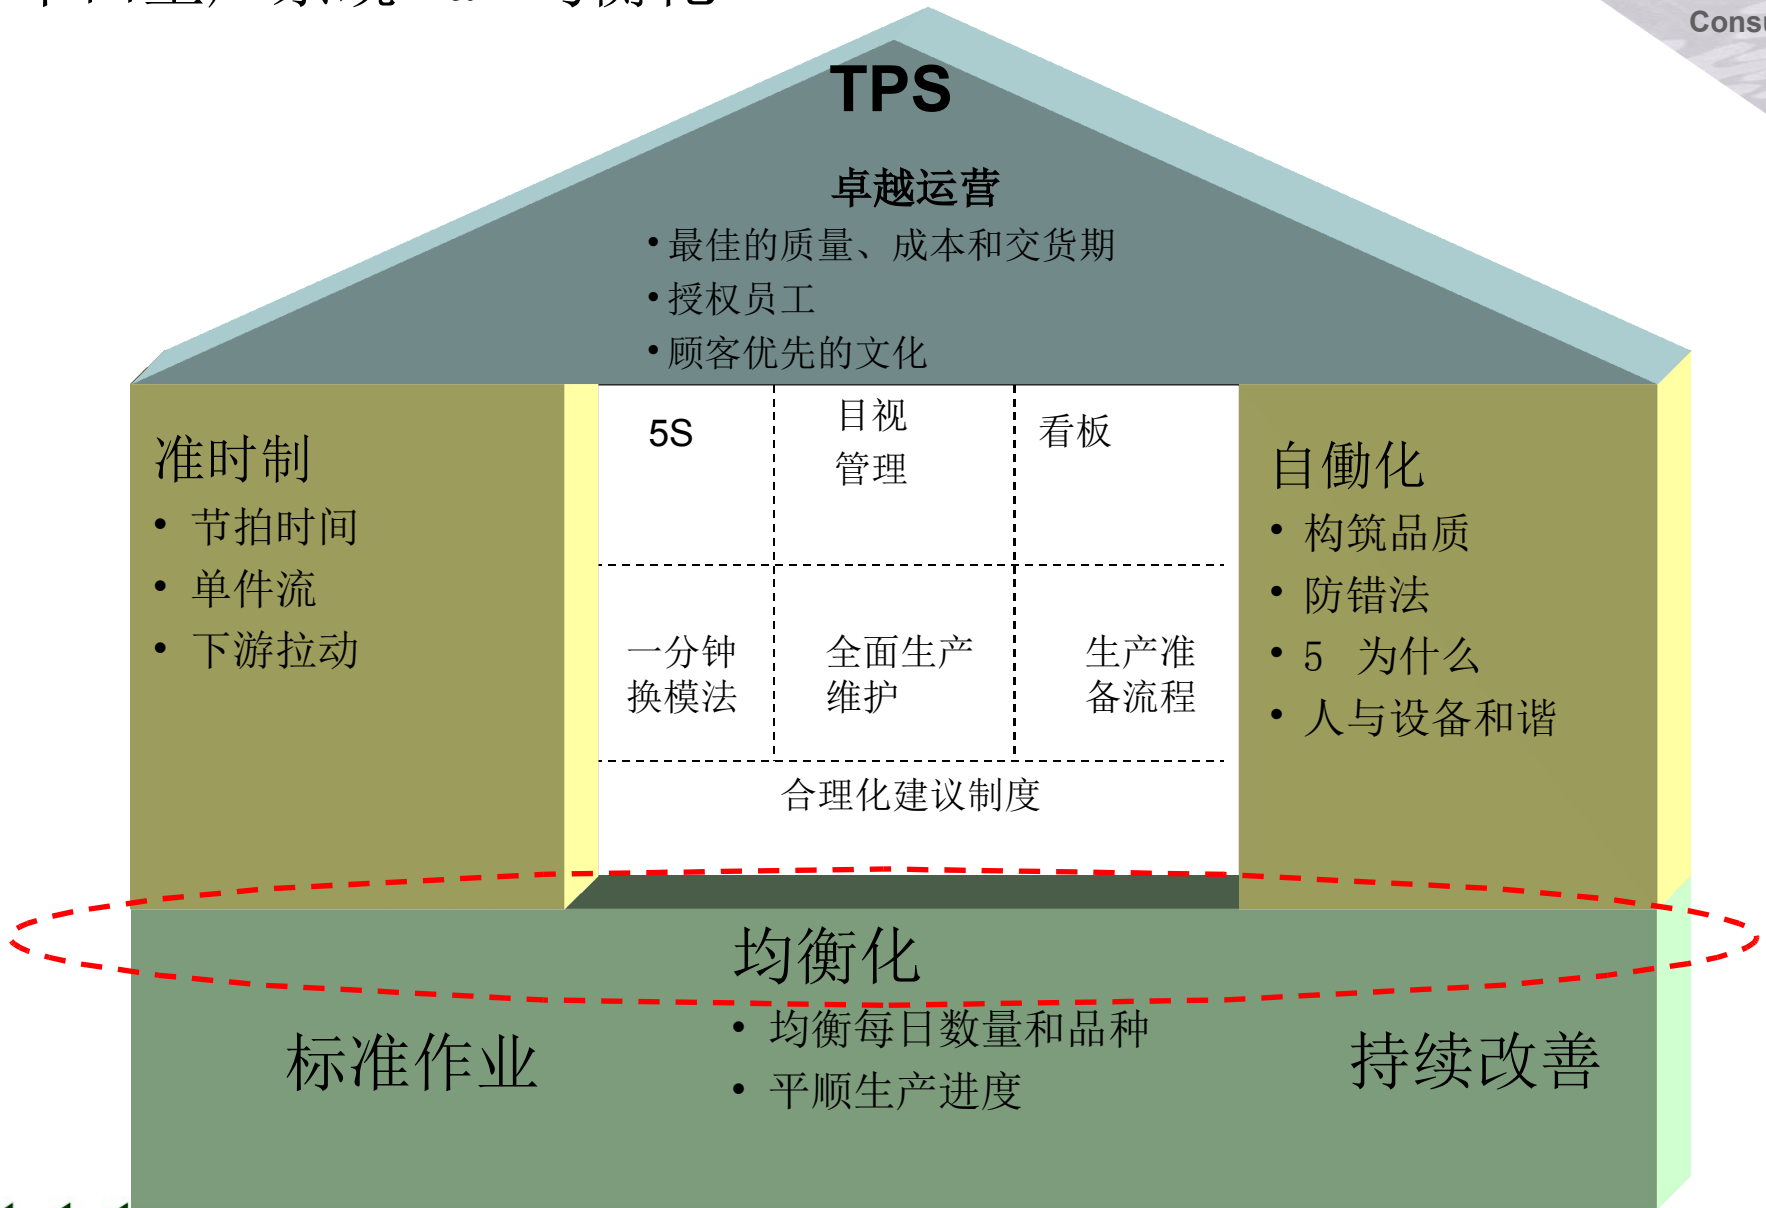 Consu
TPS
卓越运营
•最佳的质量、成本和交货期
•授权员工
•顾客优先的文化
准时制
• 节拍时间
• 单件流
• 下游拉动
5S
目视
管理
看板
一分钟
换模法
全面生产
维护
生产准
备流程
合理化建议制度
自働化
• 构筑品质
• 防错法
• 5 为什么
• 人与设备和谐
均衡化
• 均衡每日数量和品种
• 平顺生产进度
标准作业
持续改善